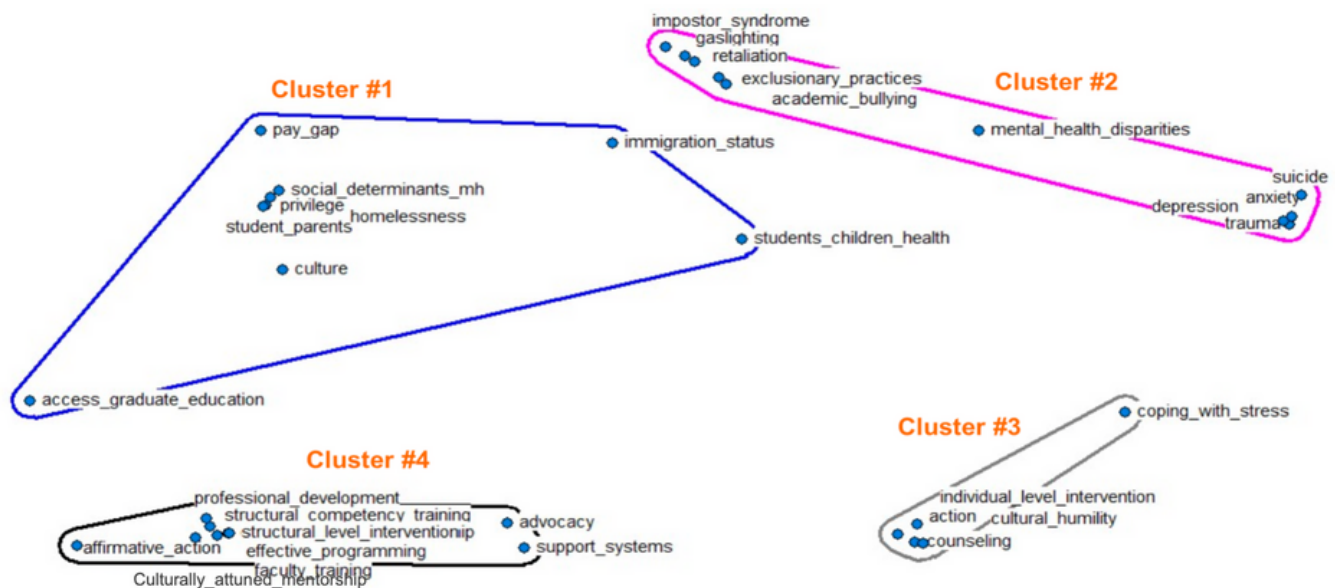 impostor_syndrome
gaslighting
retaliation
Cluster #1
exclusionary_practices
Cluster #2
academic_bullying
pay_gap
immigration_status
mental_health_disparities
suicide
social_determinants_mh
anxiety
privilege
homelessness
depression
student_parents
trauma
students_children_health
culture
access_graduate_education
coping_with_stress
Cluster #3
Cluster #4
professional_development
individual_level_intervention
structural_competency_training
action
cultural_humility
advocacy
structural_level_interventionip
counseling
affirmative_action
effective_programming
support_systems
faculty_training
Culturally_attuned_mentorship